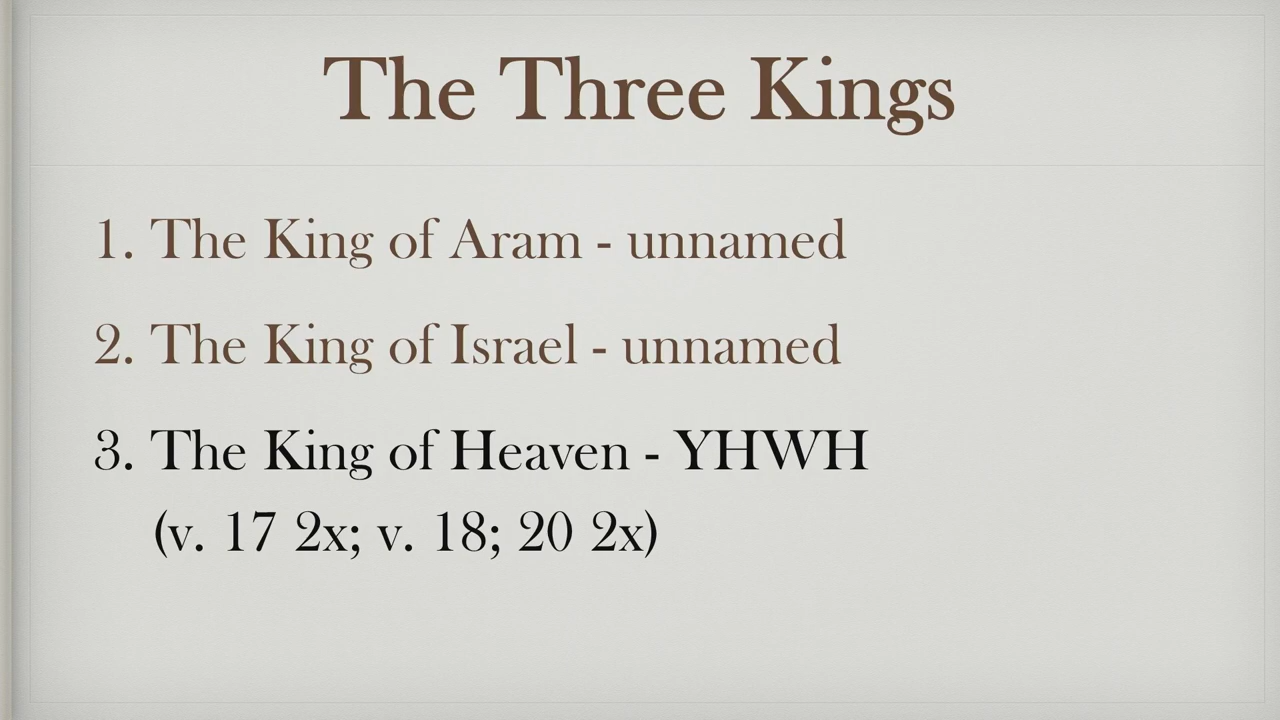 The Three Kings
1. The King of Aram - unnamed
2. The King of Israel - unnamed
3. The King of Heaven - YHWH
(v. 17 2x; v. 18; 20 2x)